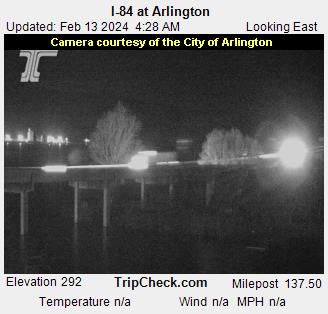 I-84 at Arlington
Updated: Feb 13 2024 4:28 AM Looking East
Camera courtesy of the City of Arlington
Elevation 292 TripCheck.com Milepost 137.50
Temperature n/a Wind n/a MPH n/a